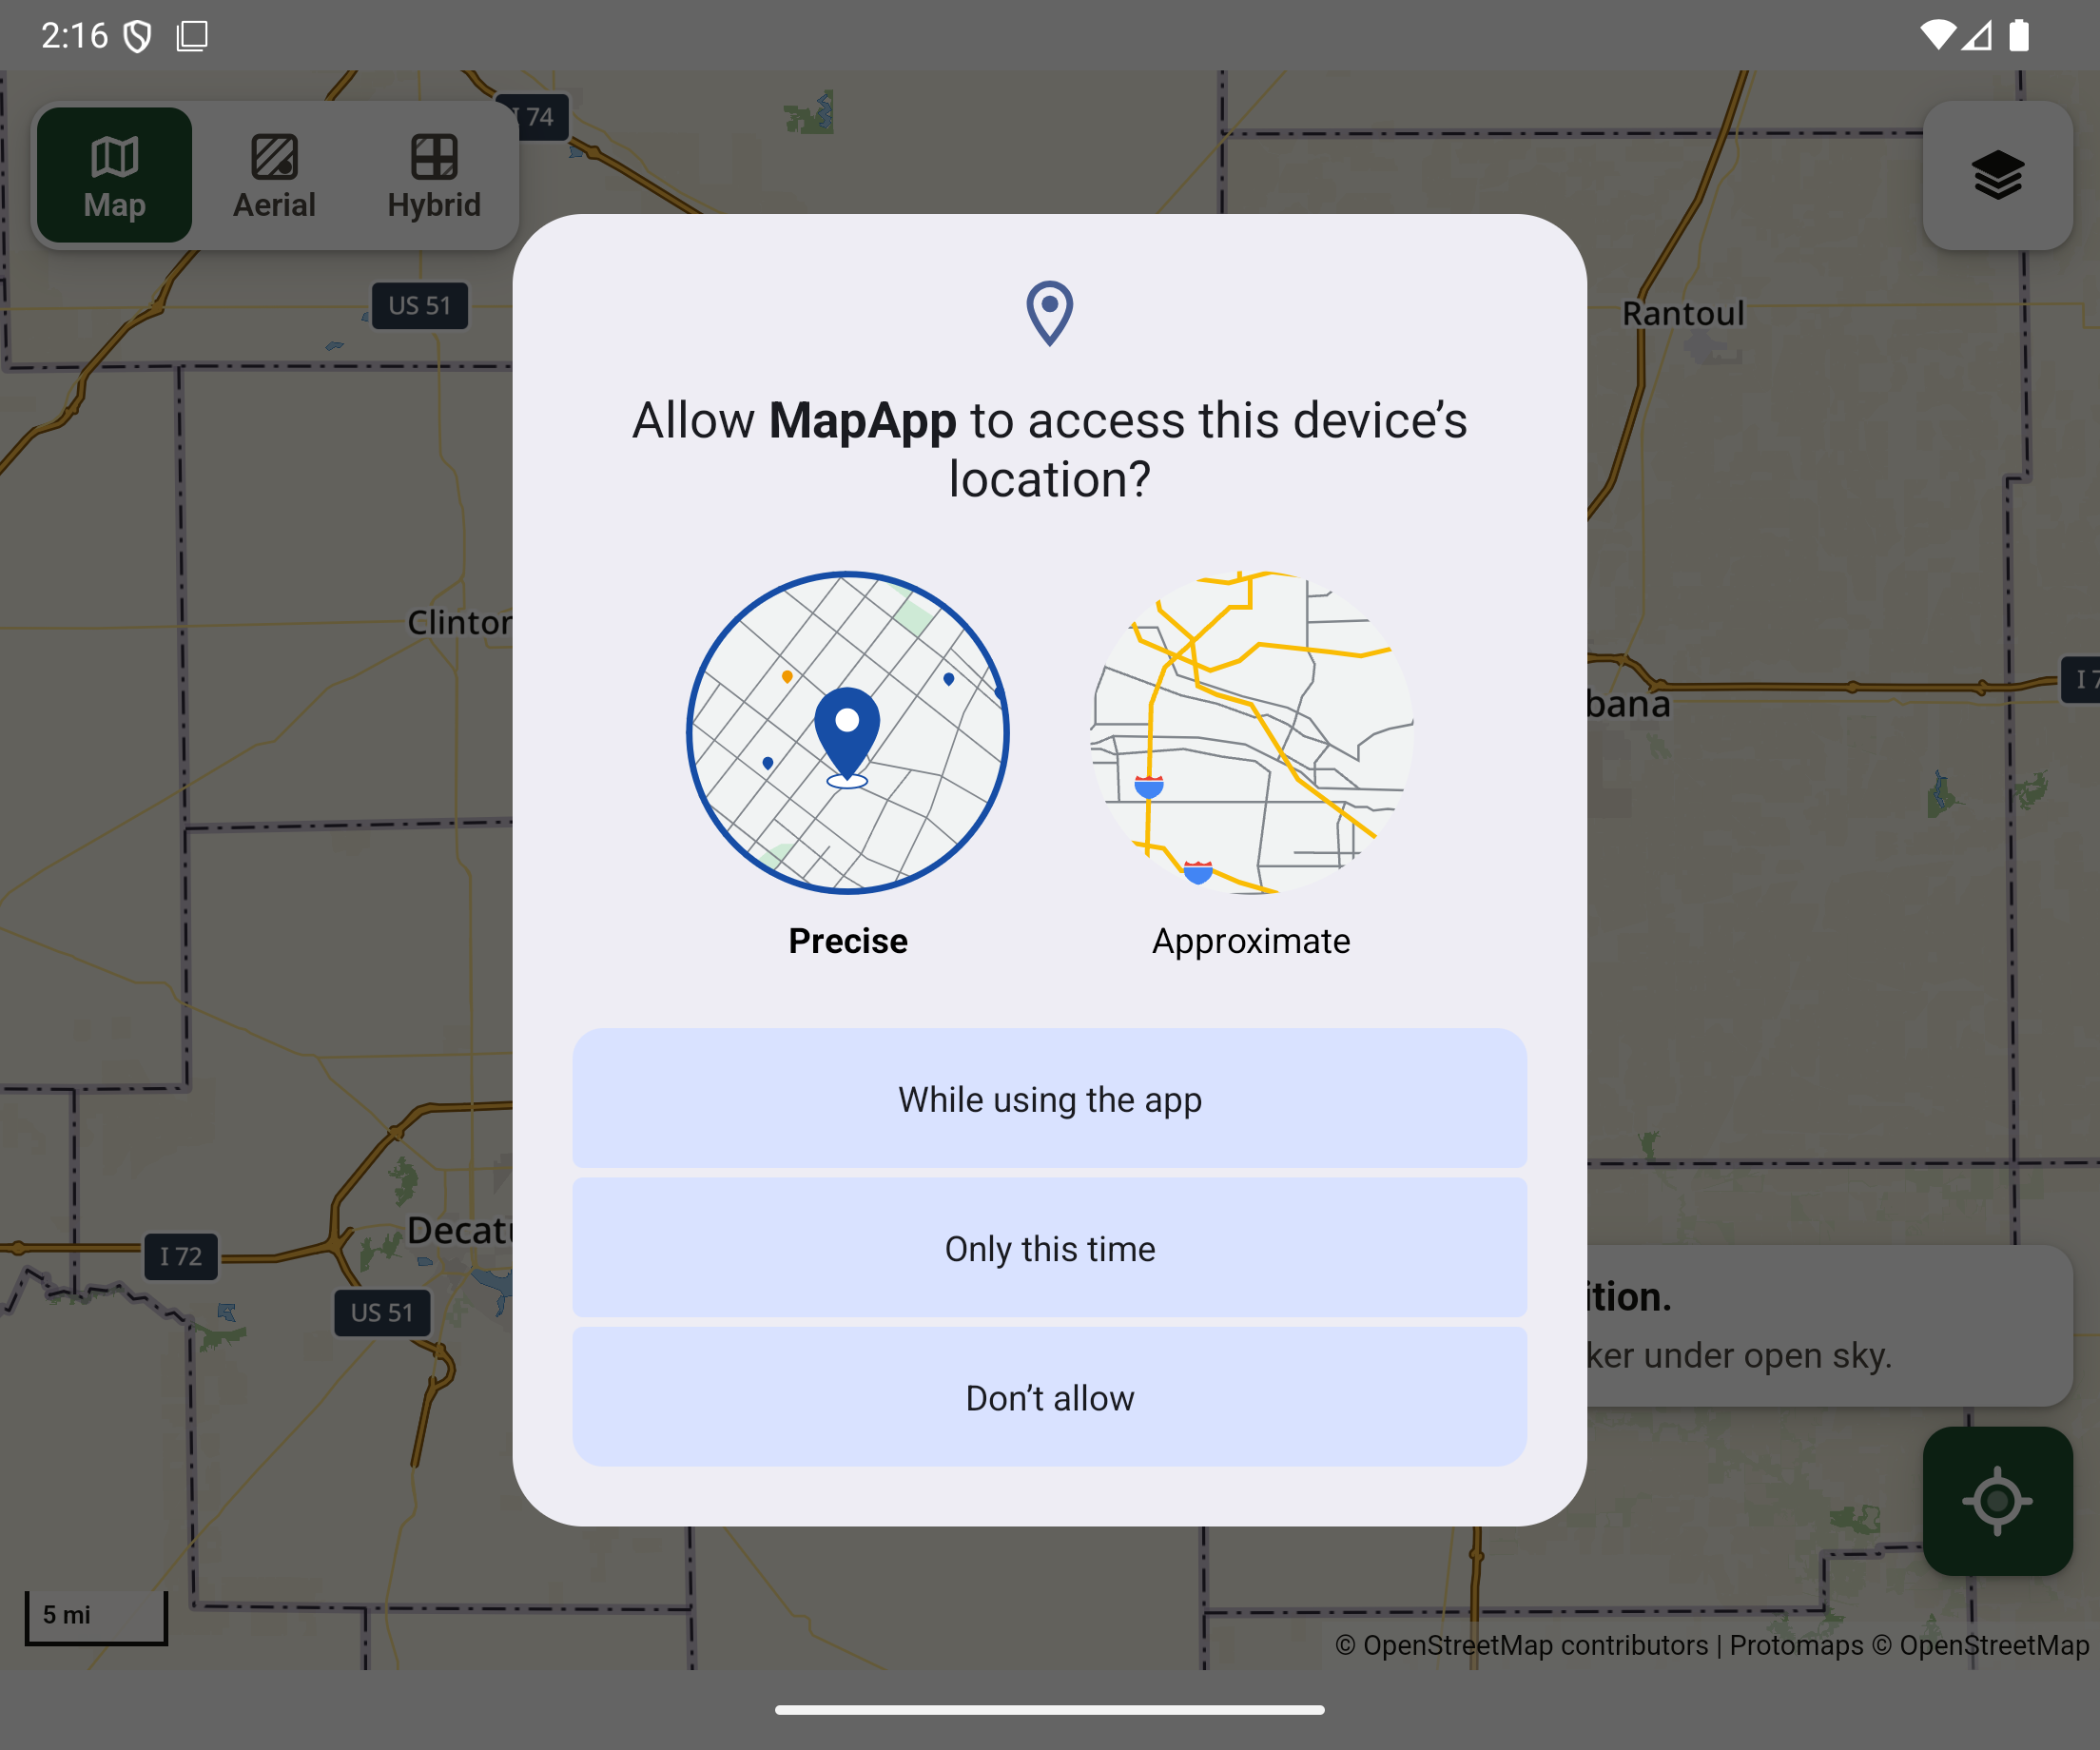 2:16
I 74
Map
Aerial
Hybrid
US 51
Rantoul
Allow MapApp to access this device’s
location?
Clinton
bana
I 7
Precise
Approximate
While using the app
Only this time
Don’t allow
Decatu
I 72
US 51
ition.
ker under open sky.
5 mi
© OpenStreetMap contributors | Protomaps © OpenStreetMap